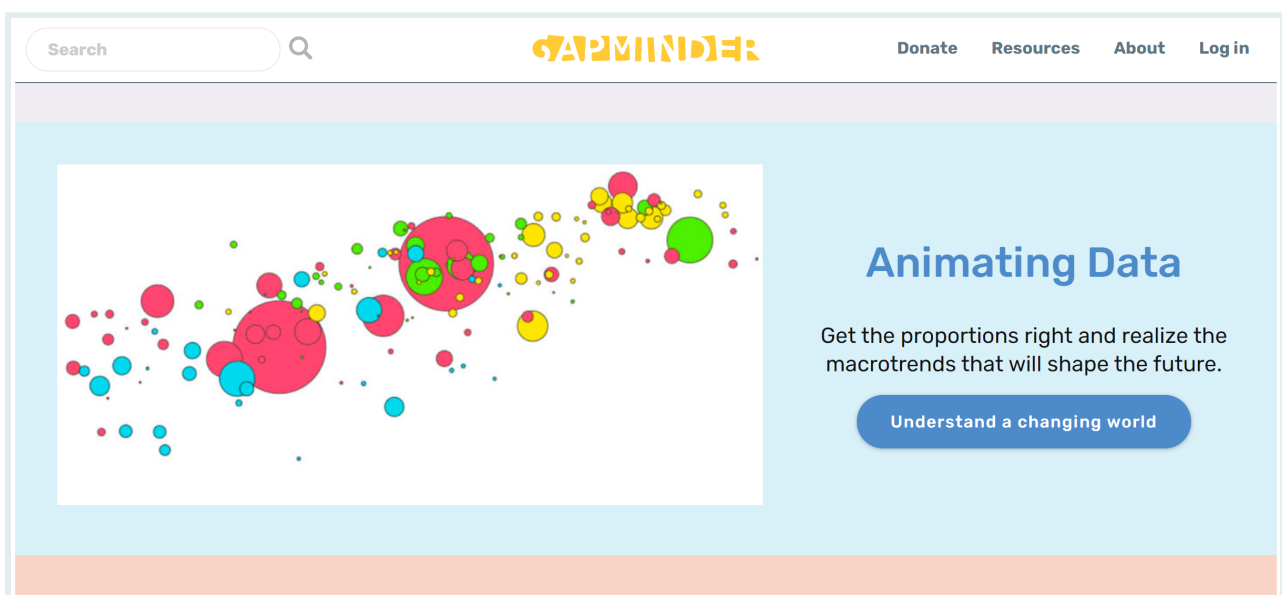 Search
GAPMINDER
Donate Resources About Log in
Animating Data
Get the proportions right and realize the
macrotrends that will shape the future.
Understand a changing world